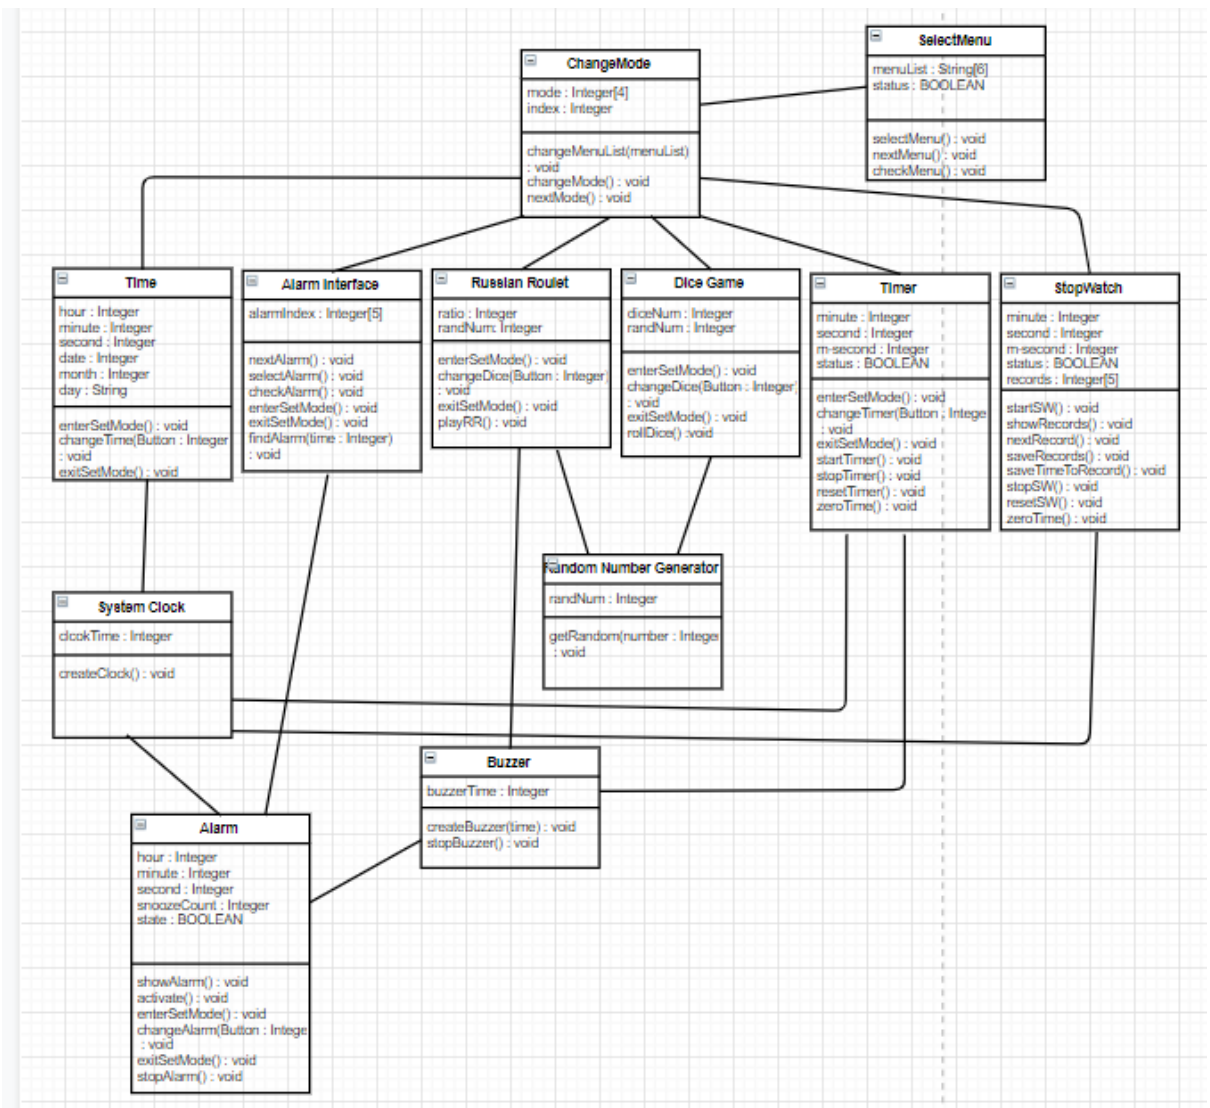 ChangeMode
mode : Integer[4]
index : Integer
changeMenuList(menuList)
: void
changeMode() : void
nextMode() : void
SelectMenu
menuList : String[6]
status : BOOLEAN
selectMenu() : void
nextMenu() : void
checkMenu() : void
Time
hour : Integer
minute : Integer
second : Integer
date : Integer
month : Integer
day : String
enterSetMode() : void
changeTime(Button : Integer
: void
exitSetMode() : void
Alarm Interface
alarmIndex : Integer[5]
nextAlarm() : void
selectAlarm() : void
checkAlarm() : void
enterSetMode() : void
exitSetMode() : void
findAlarm(time : Integer)
: void
Russian Roulet
ratio : Integer
randNum: Integer
enterSetMode() : void
changeDice(Button : Integer)
: void
exitSetMode() : void
playRR() : void
Dice Game
diceNum : Integer
randNum : Integer
enterSetMode() : void
changeDice(Button : Integer)
: void
exitSetMode() : void
rollDice() :void
Timer
minute : Integer
second : Integer
m-second : Integer
status : BOOLEAN
enterSetMode() : void
changeTimer(Button : Intege
: void
exitSetMode() : void
startTimer() : void
stopTimer() : void
resetTimer() : void
zeroTime() : void
StopWatch
minute : Integer
second : Integer
m-second : Integer
status : BOOLEAN
records : Integer[5]
startSW() : void
showRecords() : void
nextRecord() : void
saveRecords() : void
saveTimeToRecord() : void
stopSW() : void
resetSW() : void
zeroTime() : void
Random Number Generator
randNum : Integer
getRandom(number : Integer
: void
System Clock
clcokTime : Integer
createClock() : void
Buzzer
buzzerTime : Integer
createBuzzer(time) : void
stopBuzzer() : void
Alarm
hour : Integer
minute : Integer
second : Integer
snoozeCount : Integer
state : BOOLEAN
showAlarm() : void
activate() : void
enterSetMode() : void
changeAlarm(Button : Intege
: void
exitSetMode() : void
stopAlarm() : void